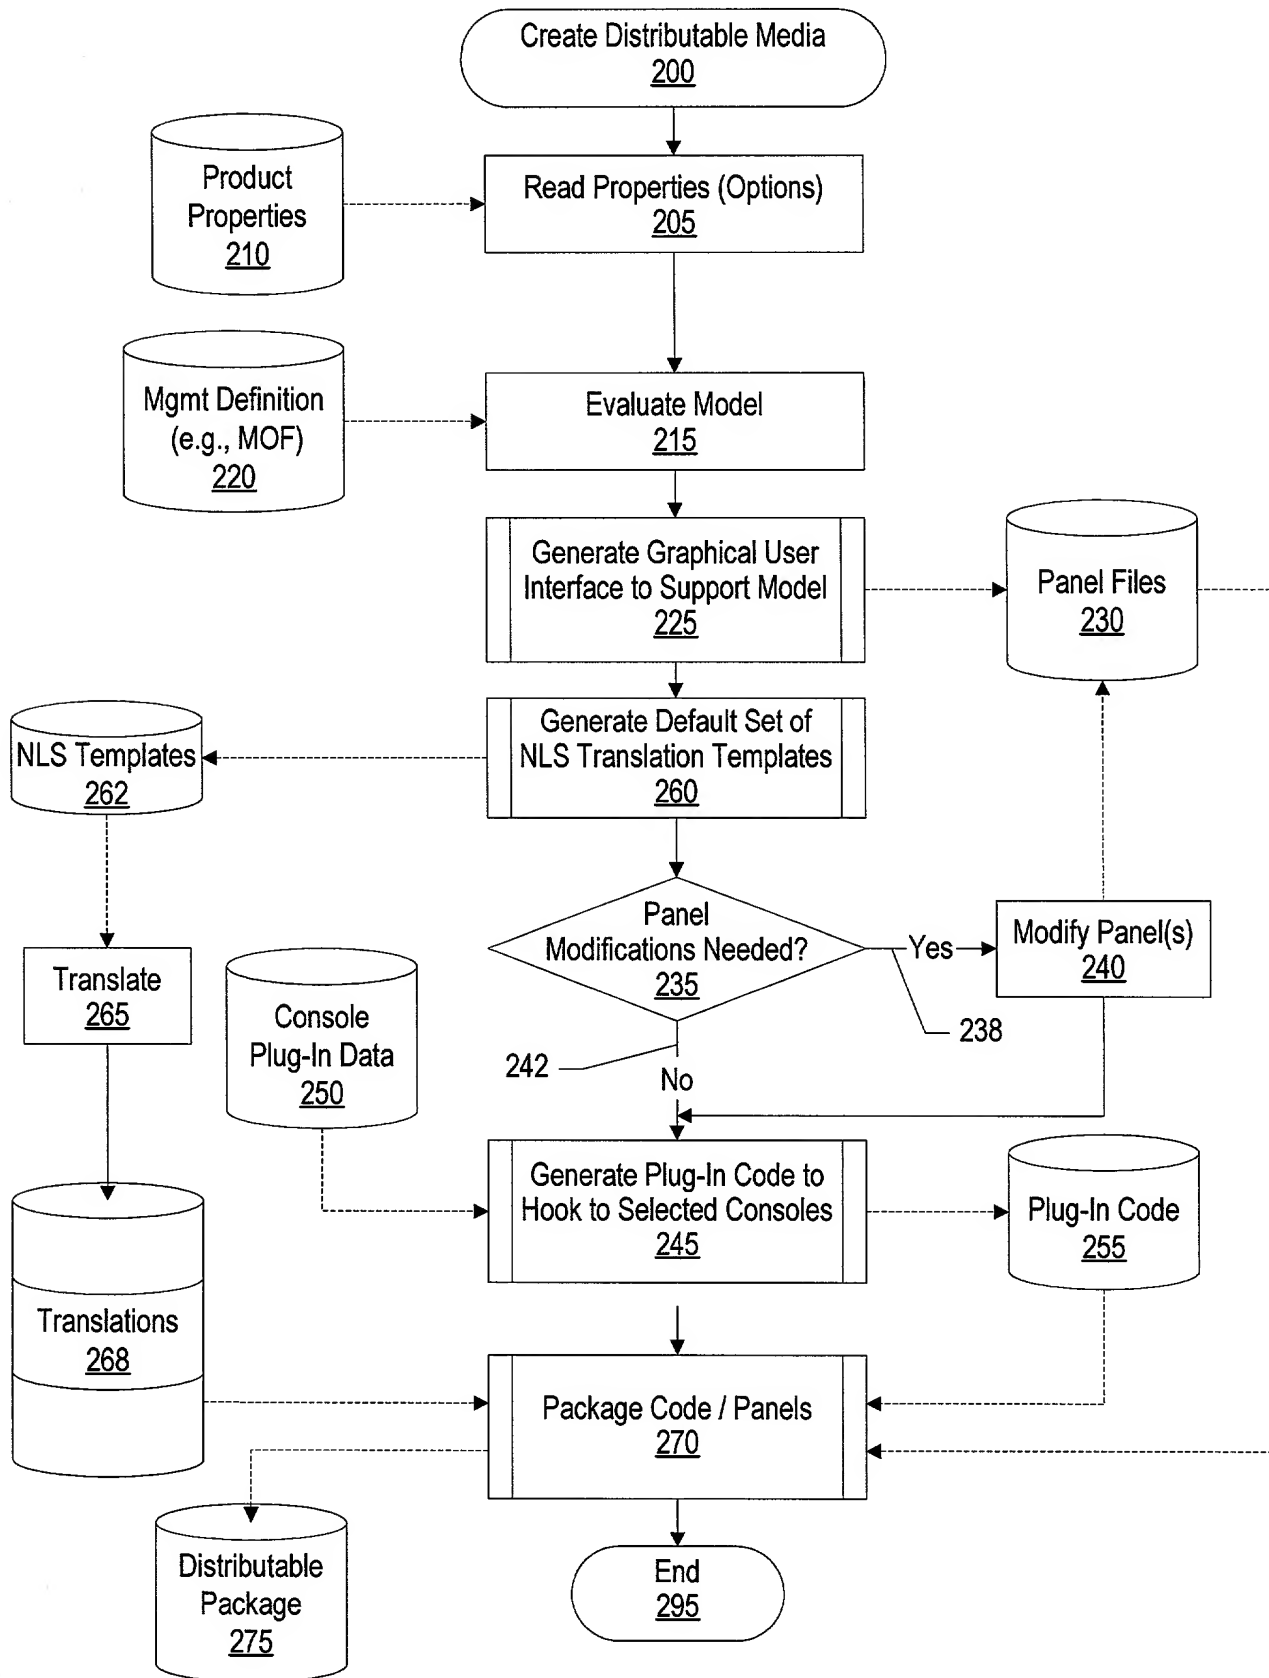 Create Distributable Media
200
Product
Properties
210
Read Properties (Options)
205
Mgmt Definition
(e.g., MOF)
220
Evaluate Model
215
Generate Graphical User
Interface to Support Model
225
Panel Files
230
NLS Templates
262
Generate Default Set of
NLS Translation Templates
260
Panel
Modifications Needed?
235
Yes
Modify Panel(s)
240
238
Translate
265
Console
Plug-In Data
250
242
No
Generate Plug-In Code to
Hook to Selected Consoles
245
Plug-In Code
255
Translations
268
Package Code / Panels
270
Distributable
Package
275
End
295